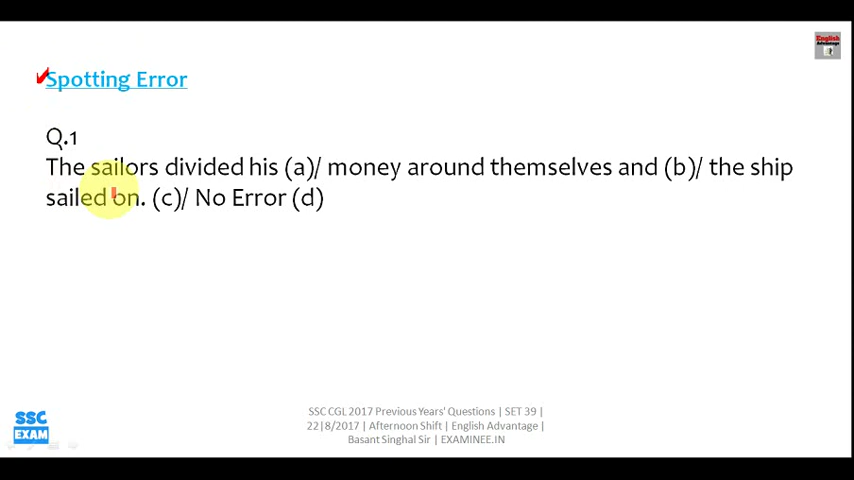 English
Advantage
Spotting Error
Q.1
The sailors divided his (a)/ money around themselves and (b)/ the ship
sailed on. (c)/ No Error (d)
SSC
EXAM
SSC CGL 2017 Previous Years' Questions | SET 39 |
22|8/2017 | Afternoon Shift | English Advantage |
Basant Singhal Sir | EXAMINEE.IN